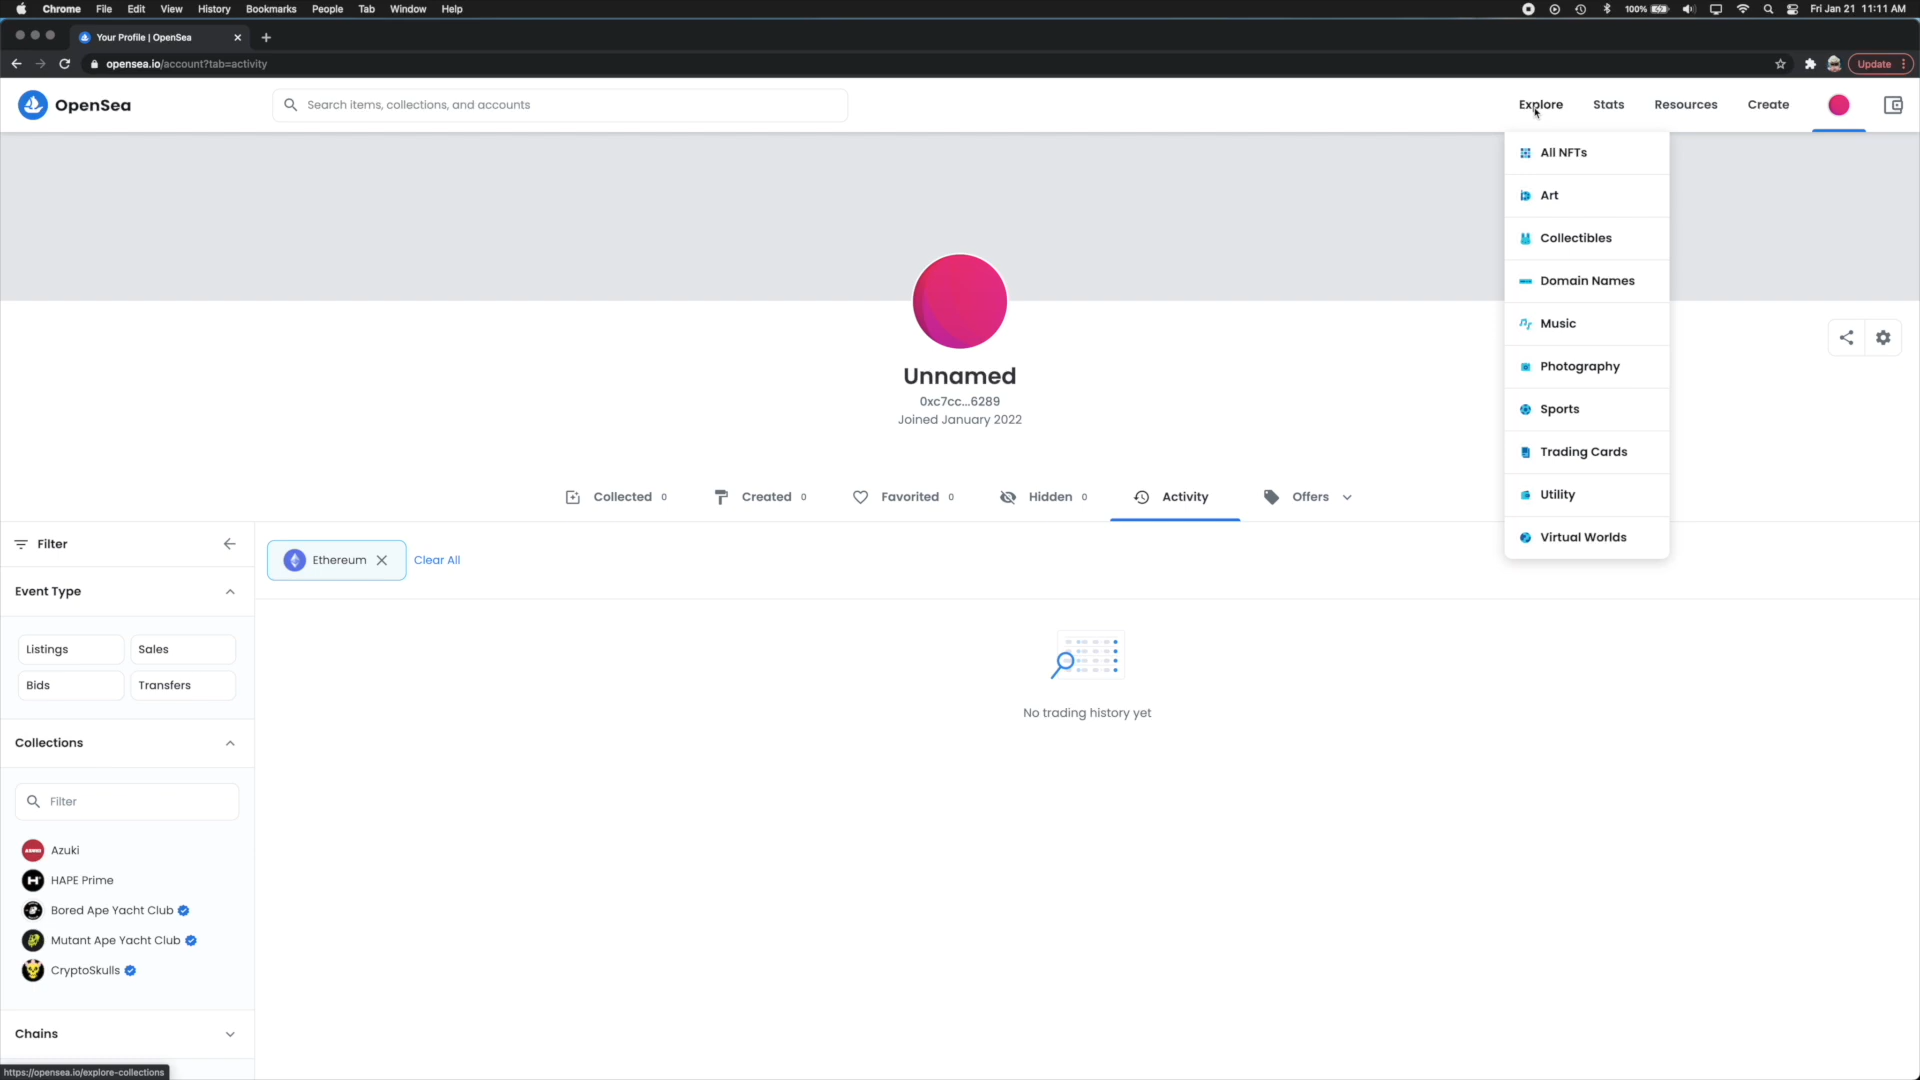 Chrome File Edit View History Bookmarks People Tab Window Help 100% Fri Jan 21 11:11 AM
Your Profile | OpenSea
opensea.io/account?tab=activity Update
OpenSea Search items, collections, and accounts Explore Stats Resources Create
All NFTs
Art
Collectibles
Domain Names
Music
Photography
Sports
Trading Cards
Utility
Virtual Worlds
Unnamed
0xc7cc...6289
Joined January 2022
Collected 0 Created 0 Favorited 0 Hidden 0 Activity Offers
Filter
Ethereum Clear All
Event Type
Listings Sales
Bids Transfers
No trading history yet
Collections
Filter
Azuki
HAPE Prime
Bored Ape Yacht Club
Mutant Ape Yacht Club
CryptoSkulls
Chains
https://opensea.io/explore-collections